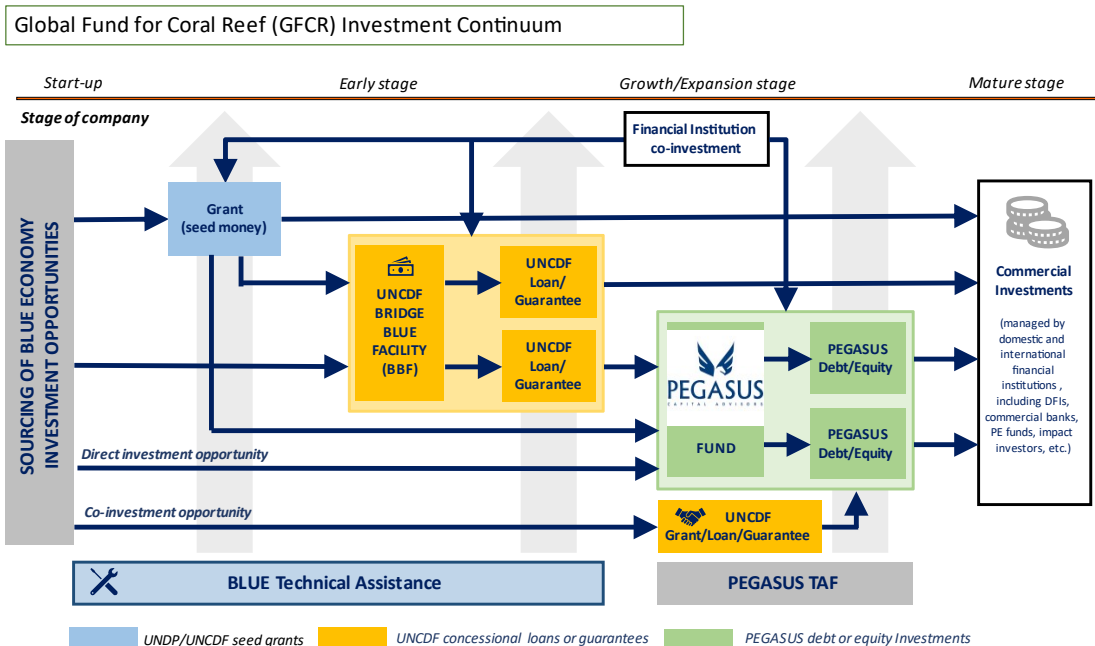 Global Fund for Coral Reef (GFCR) Investment Continuum
Start-up
Early stage
Growth/Expansion stage
Mature stage
Stage of company
Financial Institution
co-investment
SOURCING OF BLUE ECONOMY
INVESTMENT OPPORTUNITIES
Grant
(seed money)
UNCDF
BRIDGE
BLUE
FACILITY
(BBF)
UNCDF
Loan/
Guarantee
UNCDF
Loan/
Guarantee
PEGASUS
CAPITAL ADVISORS
FUND
PEGASUS
Debt/Equity
PEGASUS
Debt/Equity
Commercial
Investments
(managed by
domestic and
international
financial
institutions ,
including DFIs,
commercial banks,
PE funds, impact
investors, etc.)
Direct investment opportunity
Co-investment opportunity
UNCDF
Grant/Loan/Guarantee
BLUE Technical Assistance
PEGASUS TAF
UNDP/UNCDF seed grants
UNCDF concessional loans or guarantees
PEGASUS debt or equity Investments